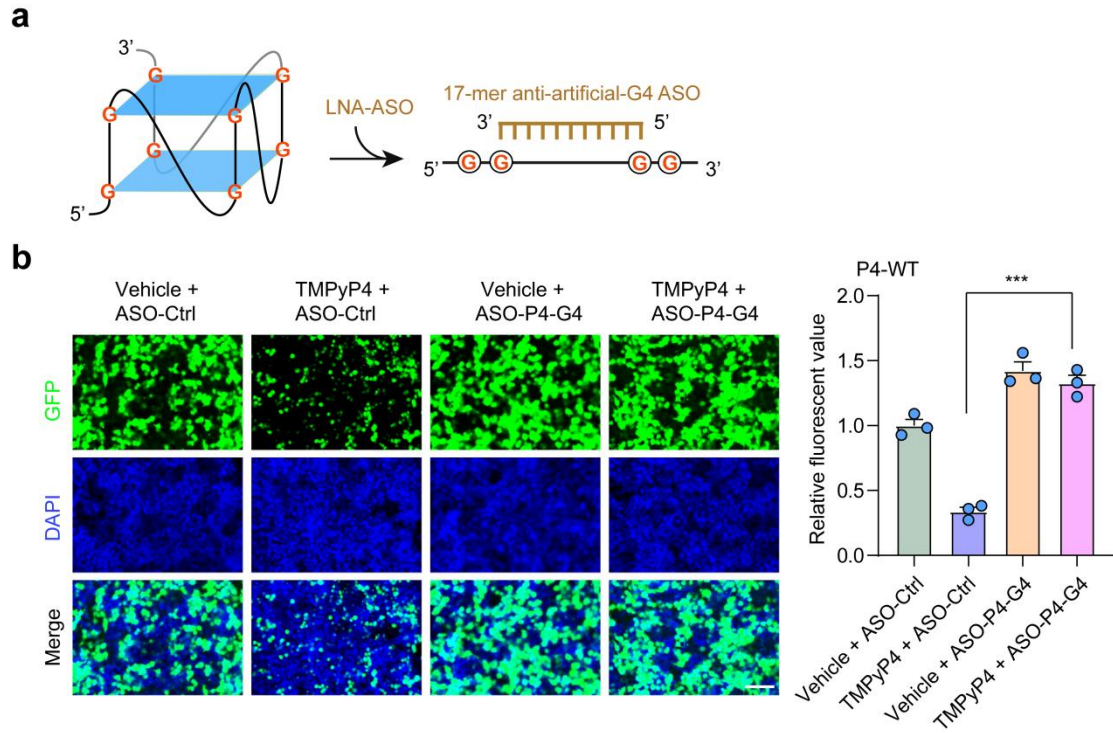 a
3’
G
G
G
G
G
G
G
G
5’
LNA-ASO
17-mer anti-artificial-G4 ASO
3’ 5’
5’ G G G G 3’
b
Vehicle +
ASO-Ctrl
TMPyP4 +
ASO-Ctrl
Vehicle +
ASO-P4-G4
TMPyP4 +
ASO-P4-G4
GFP
DAPI
Merge
P4-WT
***
Relative fluorescent value
2.0
1.5
1.0
0.5
0.0
Vehicle + ASO-Ctrl
TMPyP4 + ASO-Ctrl
Vehicle + ASO-P4-G4
TMPyP4 + ASO-P4-G4